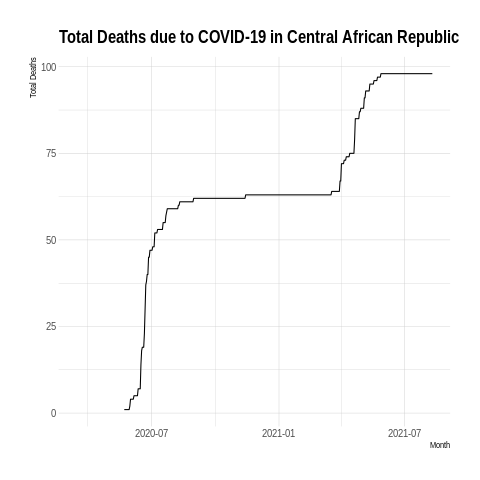 Total Deaths due to COVID-19 in Central African Republic
Total Deaths
100
75
50
25
0
2020-07
2021-01
2021-07
Month